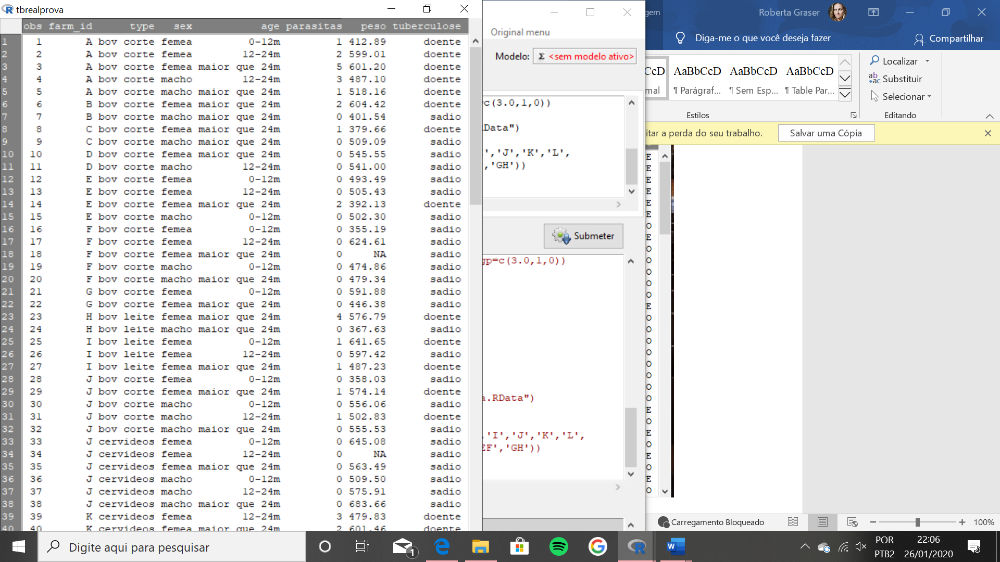 tbrealprova
obs farm_id type sex age parasitas peso tuberculose
1 1 A bov corte femea 0-12m 1 412.89 doente
2 2 A bov corte femea 12-24m 2 599.01 doente
3 3 A bov corte femea maior que 24m 5 601.20 doente
4 4 A bov corte macho 12-24m 3 487.10 doente
5 5 A bov corte macho maior que 24m 1 518.16 doente
6 6 B bov corte femea maior que 24m 2 604.42 doente
7 7 B bov corte macho maior que 24m 0 401.54 sadio
8 8 C bov corte femea maior que 24m 1 379.66 doente
9 9 C bov corte macho maior que 24m 0 509.09 sadio
10 10 D bov corte femea maior que 24m 0 545.55 sadio
11 11 D bov corte macho 12-24m 0 541.00 sadio
12 12 E bov corte femea 0-12m 0 493.49 sadio
13 13 E bov corte femea 12-24m 0 505.43 sadio
14 14 E bov corte femea maior que 24m 2 392.13 doente
15 15 E bov corte macho 0-12m 0 502.30 sadio
16 16 F bov corte femea 0-12m 0 355.19 sadio
17 17 F bov corte femea 12-24m 0 624.61 sadio
18 18 F bov corte femea maior que 24m 0 NA sadio
19 19 F bov corte macho 0-12m 0 474.86 sadio
20 20 F bov corte macho maior que 24m 0 479.34 sadio
21 21 G bov corte femea 0-12m 0 591.88 sadio
22 22 G bov corte femea maior que 24m 0 446.38 sadio
23 23 H bov leite femea maior que 24m 4 576.79 doente
24 24 H bov leite macho maior que 24m 0 367.63 sadio
25 25 I bov leite femea 0-12m 1 641.65 doente
26 26 I bov leite femea 12-24m 0 597.42 sadio
27 27 I bov leite femea maior que 24m 1 487.23 doente
28 28 J bov corte femea 0-12m 0 358.03 sadio
29 29 J bov corte femea maior que 24m 1 574.14 doente
30 30 J bov corte macho 0-12m 0 556.06 sadio
31 31 J bov corte macho 12-24m 1 502.83 doente
32 32 J bov corte macho maior que 24m 0 555.53 sadio
33 33 J cervideos femea 0-12m 0 645.08 sadio
34 34 J cervideos femea 12-24m 0 NA sadio
35 35 J cervideos femea maior que 24m 0 563.49 sadio
36 36 J cervideos macho 0-12m 0 509.50 sadio
37 37 J cervideos macho 12-24m 0 575.91 sadio
38 38 J cervideos macho maior que 24m 0 683.66 sadio
39 39 K cervideos femea 12-24m 3 479.83 doente
40 40 K cervideos femea maior que 24m 2 601.46 doente
Original menu
Modelo: Σ <sem modelo ativo>
=c(3.0,1,0))
RData")
','J','K','L',
,'GH'))
Submeter
gp=c(3.0,1,0))
a.RData")
,'I','J','K','L',
EF','GH'))
gem
Roberta Graser
Diga-me o que você deseja fazer
Compartilhar
CcD AaBbCcD AaBbCcD AaBbCcD
mal ¶ Parágraf... ¶ Sem Esp... ¶ Table Par...
Estilos
Localizar
Substituir
Selecionar
Editando
itar a perda do seu trabalho.
Salvar uma Cópia
E
E
E
E
E
E
O
E
O
O
O
O
O
E
O
O
O
O
O
O
O
O
E
O
E
O
E
O
E
O
Carregamento Bloqueado
100%
Digite aqui para pesquisar
1
POR
PTB2
22:06
26/01/2020